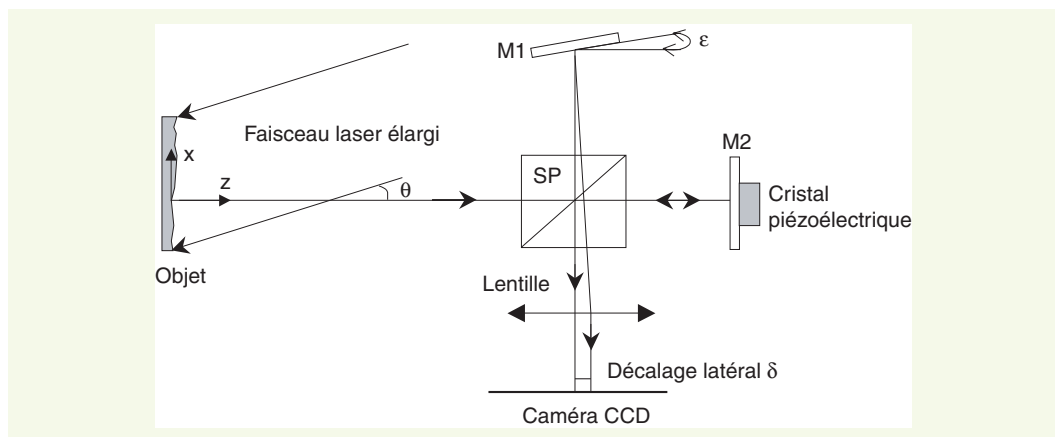 M1
ε
Faisceau laser élargi
M2
x
SP
z
θ
Cristal
piézoélectrique
Objet
Lentille
Décalage latéral δ
Caméra CCD